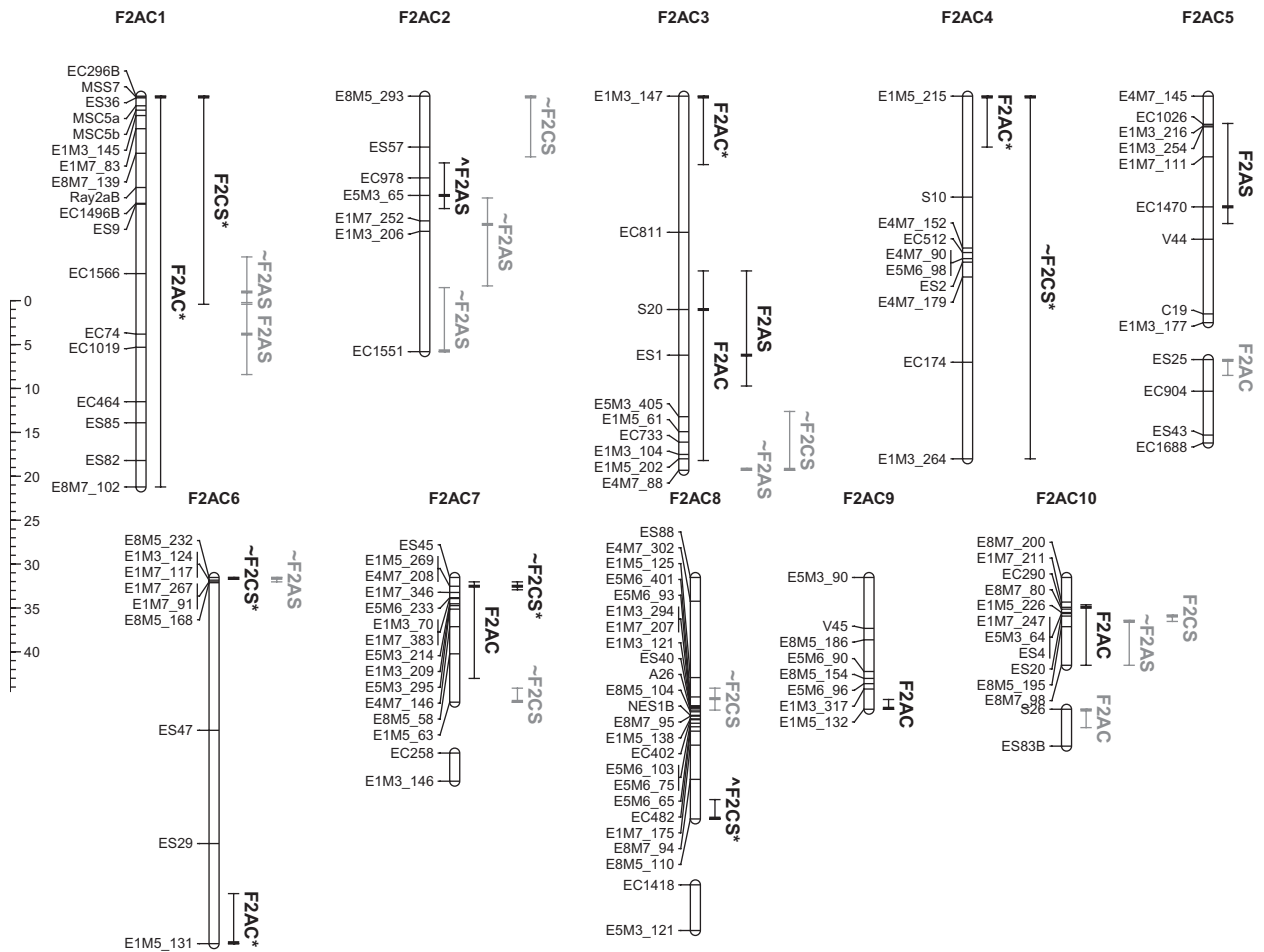 F2AC1
F2AC2
F2AC3
F2AC4
F2AC5
EC296B
MSS7
ES36
MSC5a
MSC5b
E1M3_145
E1M7_83
E8M7_139
Ray2aB
EC1496B
ES9
EC1566
EC74
EC1019
EC464
ES85
ES82
E8M7_102
F2CS*
F2AC*
~F2AS
F2AS
E8M5_293
ES57
EC978
E5M3_65
E1M7_252
E1M3_206
EC1551
~F2CS
^F2AS
~F2AS
~F2AS
E1M3_147
EC811
S20
ES1
E5M3_405
E1M5_61
EC733
E1M3_104
E1M5_202
E4M7_88
F2AC*
F2AS
F2AC
~F2CS
~F2AS
E1M5_215
S10
E4M7_152
EC512
E4M7_90
E5M6_98
ES2
E4M7_179
EC174
E1M3_264
F2AC*
~F2CS*
E4M7_145
EC1026
E1M3_216
E1M3_254
E1M7_111
EC1470
V44
C19
E1M3_177
F2AS
ES25
EC904
ES43
EC1688
F2AC
0
5
10
15
20
25
30
35
40
F2AC6
F2AC7
F2AC8
F2AC9
F2AC10
E8M5_232
E1M3_124
E1M7_117
E1M7_267
E1M7_91
E8M5_168
ES47
ES29
E1M5_131
~F2CS*
~F2AS
F2AC*
ES45
E1M5_269
E4M7_208
E1M7_346
E5M6_233
E1M3_70
E1M7_383
E5M3_214
E1M3_209
E5M3_295
E4M7_146
E8M5_58
E1M5_63
EC258
E1M3_146
~F2CS*
F2AC
~F2CS
ES88
E4M7_302
E1M5_125
E5M6_401
E5M6_93
E1M3_294
E1M7_207
E1M3_121
ES40
A26
E8M5_104
NES1B
E8M7_95
E1M5_138
EC402
E5M6_103
E5M6_75
E5M6_65
EC482
E1M7_175
E8M7_94
E8M5_110
EC1418
E5M3_121
~F2CS
^F2CS*
E5M3_90
V45
E8M5_186
E5M6_90
E8M5_154
E5M6_96
E1M3_317
E1M5_132
F2AC
E8M7_200
E1M7_211
EC290
E8M7_80
E1M5_226
E1M7_247
E5M3_64
ES4
ES20
E8M5_195
E8M7_98
S26
ES83B
F2AC
~F2AS
F2CS
F2AC